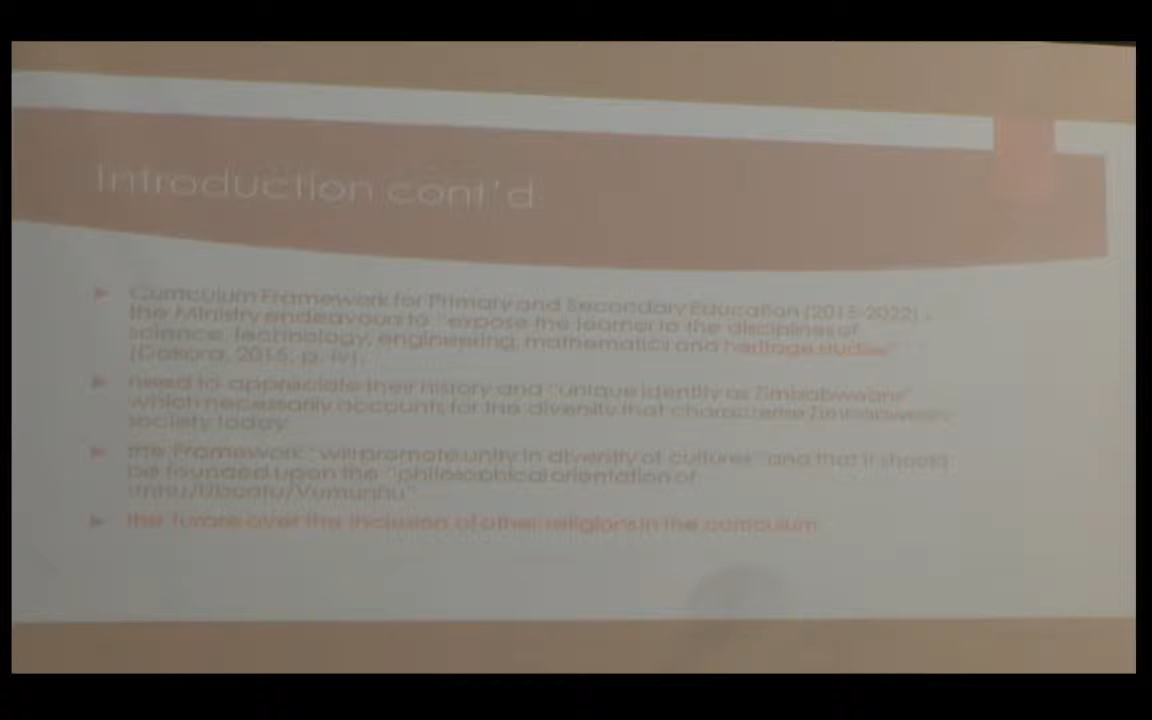 Introduction cont'd
Curriculum Framework for Primary and Secondary Education (2015-2022) -
the Ministry endeavours to "expose the learner to the disciplines of
science, technology, engineering, mathematics and heritage studies"
(Dokora, 2015, p. iv).
need to appreciate their history and "unique identity as Zimbabweans"
which necessarily accounts for the diversity that characterise Zimbabwean
society today
the Framework "will promote unity in diversity of cultures" and that it should
be founded upon the "philosophical orientation of
Unhu/Ubuntu/Vumunhu"
the furore over the inclusion of other religions in the curriculum